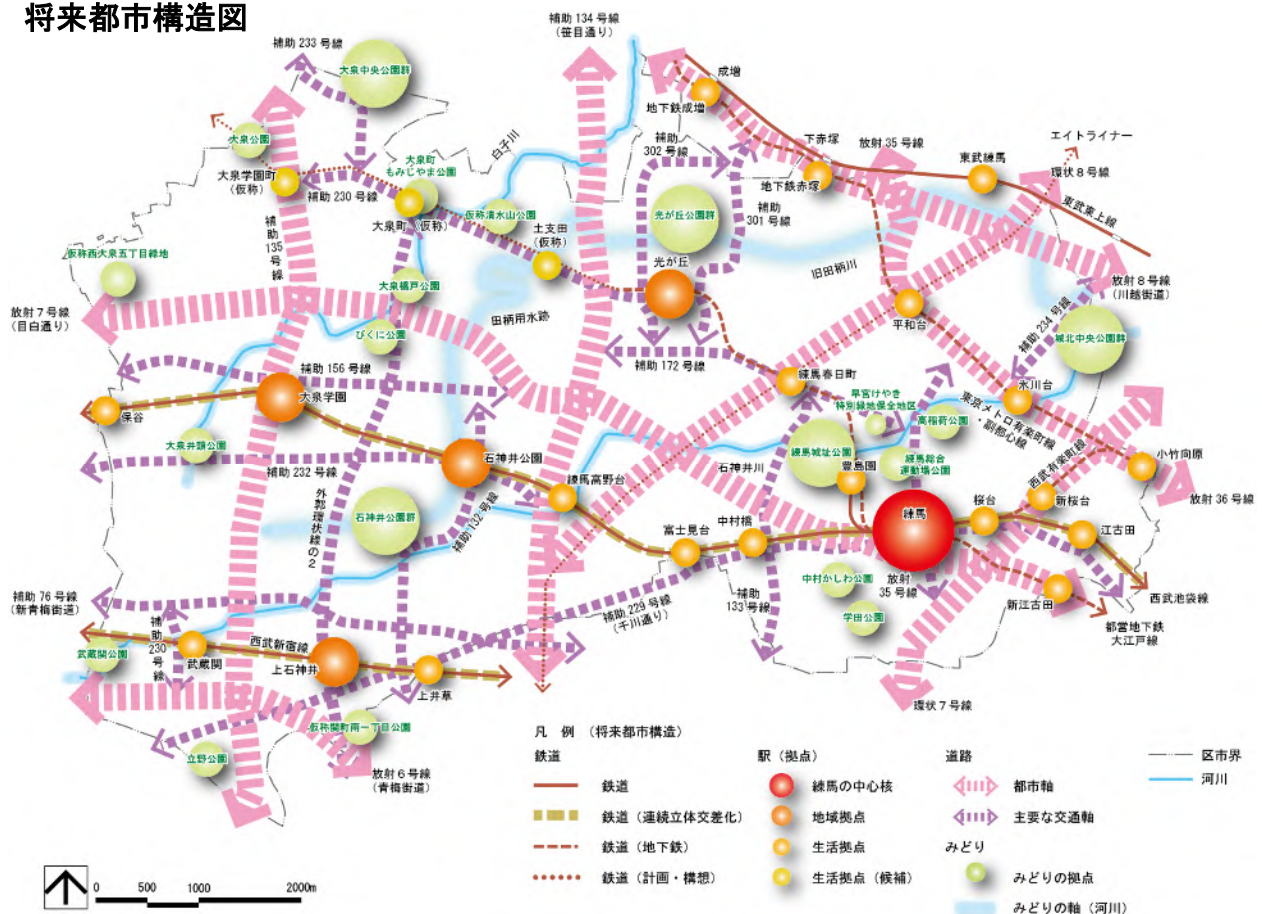 将来都市構造図
補助 134 号線
(笹目通り)
補助 233 号線
大泉中央公園群
成増
地下鉄成増
大泉公園
白子川
補助
302 号線
下赤塚
放射 35 号線
エイトライナー
東武練馬
環状 8 号線
大泉学園町
(仮称)
大泉町
もみじやま公園
補助 230 号線
地下鉄赤塚
補助
301 号線
東武東上線
大泉町(仮称)
仮称清水山公園
光が丘公園群
土支田
(仮称)
補助
135
号線
仮称西大泉五丁目緑地
光が丘
旧田柄川
大泉橋戸公園
放射 8 号線
(川越街道)
放射 7 号線
(目白通り)
田柄用水跡
平和台
補助 234 号線
城北中央公園群
びくに公園
補助 172 号線
補助 156 号線
大泉学園
練馬春日町
氷川台
保谷
早宮けやき
特別緑地保全地区
東京メトロ有楽町線
・副都心線
高稲荷公園
大泉井頭公園
石神井公園
練馬城址公園
豊島園
練馬総合
運動場公園
小竹向原
補助 232 号線
石神井川
西武有楽町線
練馬高野台
放射 36 号線
外郭環状線の2
石神井公園群
補助 132 号線
富士見台
中村橋
練馬
桜台
新桜台
江古田
中村かしわ公園
放射
35号線
補助 76 号線
(新青梅街道)
補助 229 号線
(千川通り)
補助
133 号線
学田公園
新江古田
西武池袋線
都営地下鉄
大江戸線
補助
230
号線
武蔵関公園
武蔵関
西武新宿線
上石神井
上井草
環状 7 号線
仮称関町南一丁目公園
立野公園
放射 6 号線
(青梅街道)
凡 例 (将来都市構造)
鉄道
鉄道
鉄道(連続立体交差化)
鉄道(地下鉄)
鉄道(計画・構想)
駅(拠点)
練馬の中心核
地域拠点
生活拠点
生活拠点(候補)
道路
都市軸
主要な交通軸
みどり
みどりの拠点
みどりの軸(河川)
区市界
河川
0 500 1000 2000m